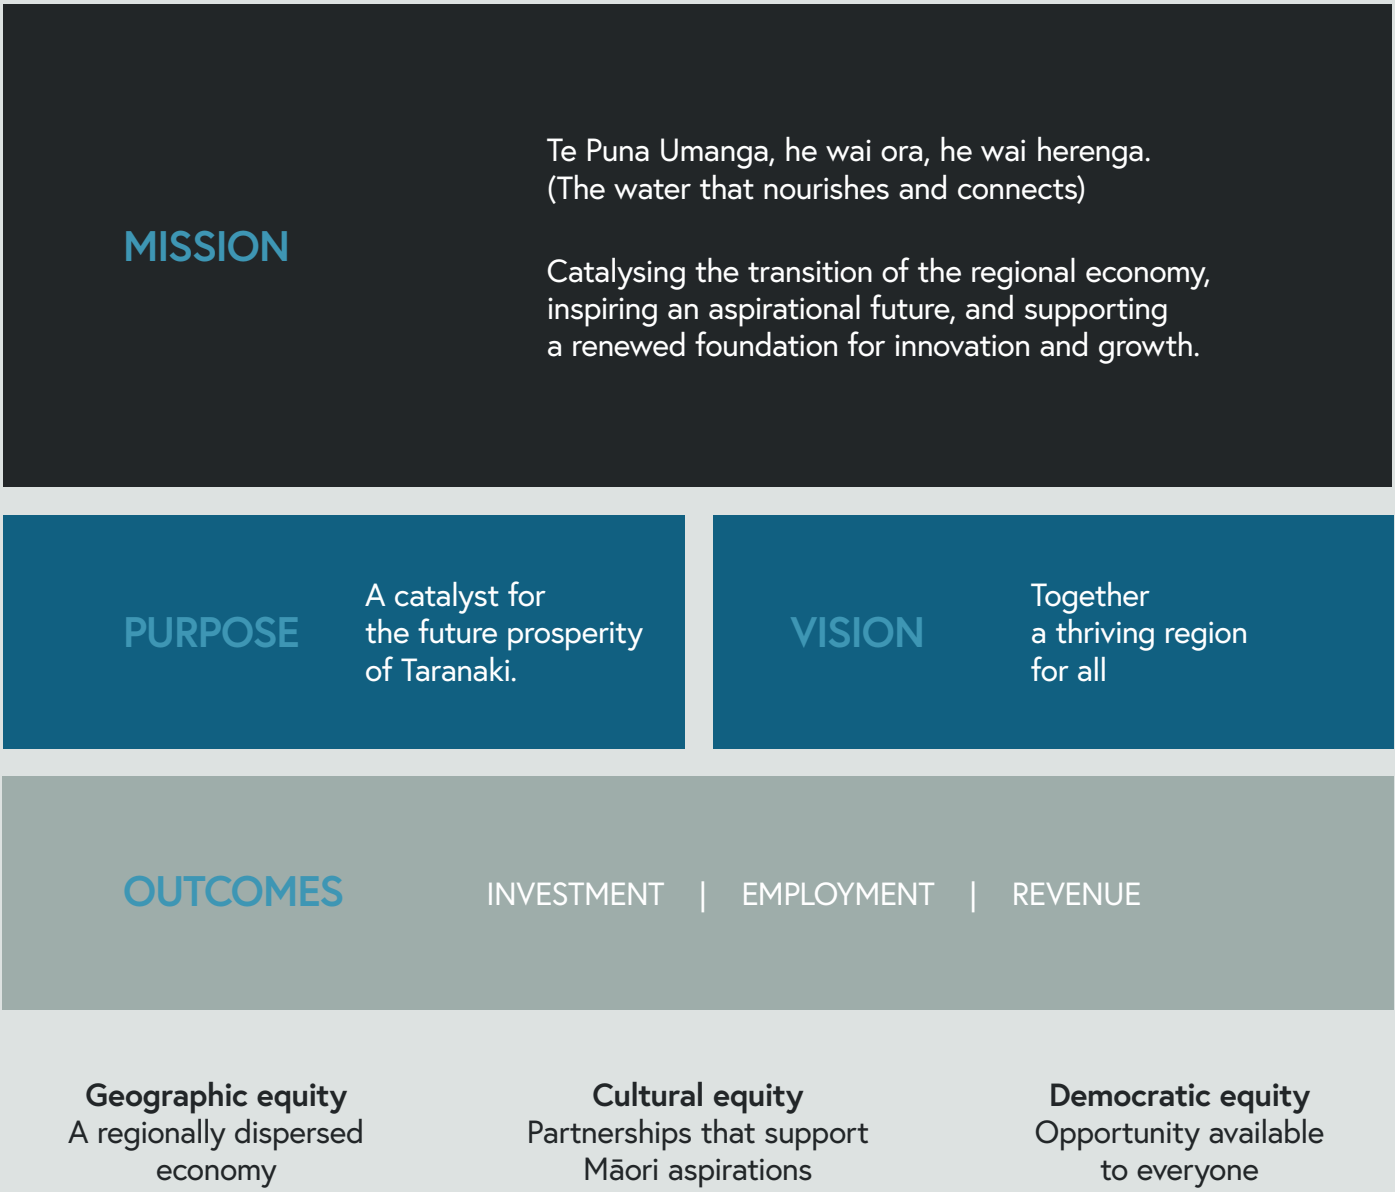 MISSION
Te Puna Umanga, he wai ora, he wai herenga.
(The water that nourishes and connects)
Catalysing the transition of the regional economy,
inspiring an aspirational future, and supporting
a renewed foundation for innovation and growth.
PURPOSE
A catalyst for
the future prosperity
of Taranaki.
VISION
Together
a thriving region
for all
OUTCOMES
INVESTMENT | EMPLOYMENT | REVENUE
Geographic equity
A regionally dispersed
economy
Cultural equity
Partnerships that support
Māori aspirations
Democratic equity
Opportunity available
to everyone